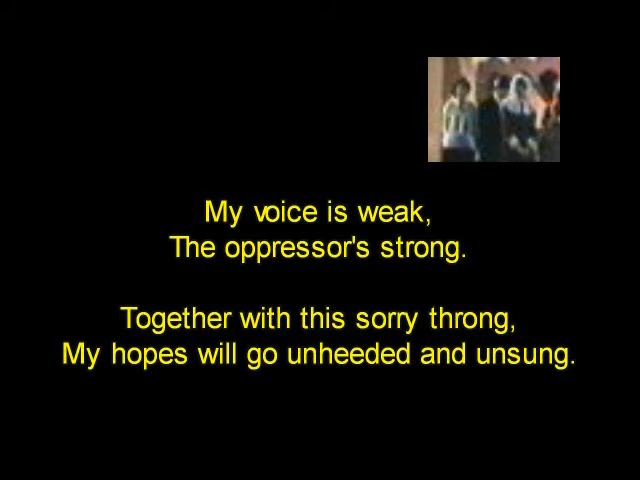 My voice is weak,
The oppressor's strong.
Together with this sorry throng,
My hopes will go unheeded and unsung.